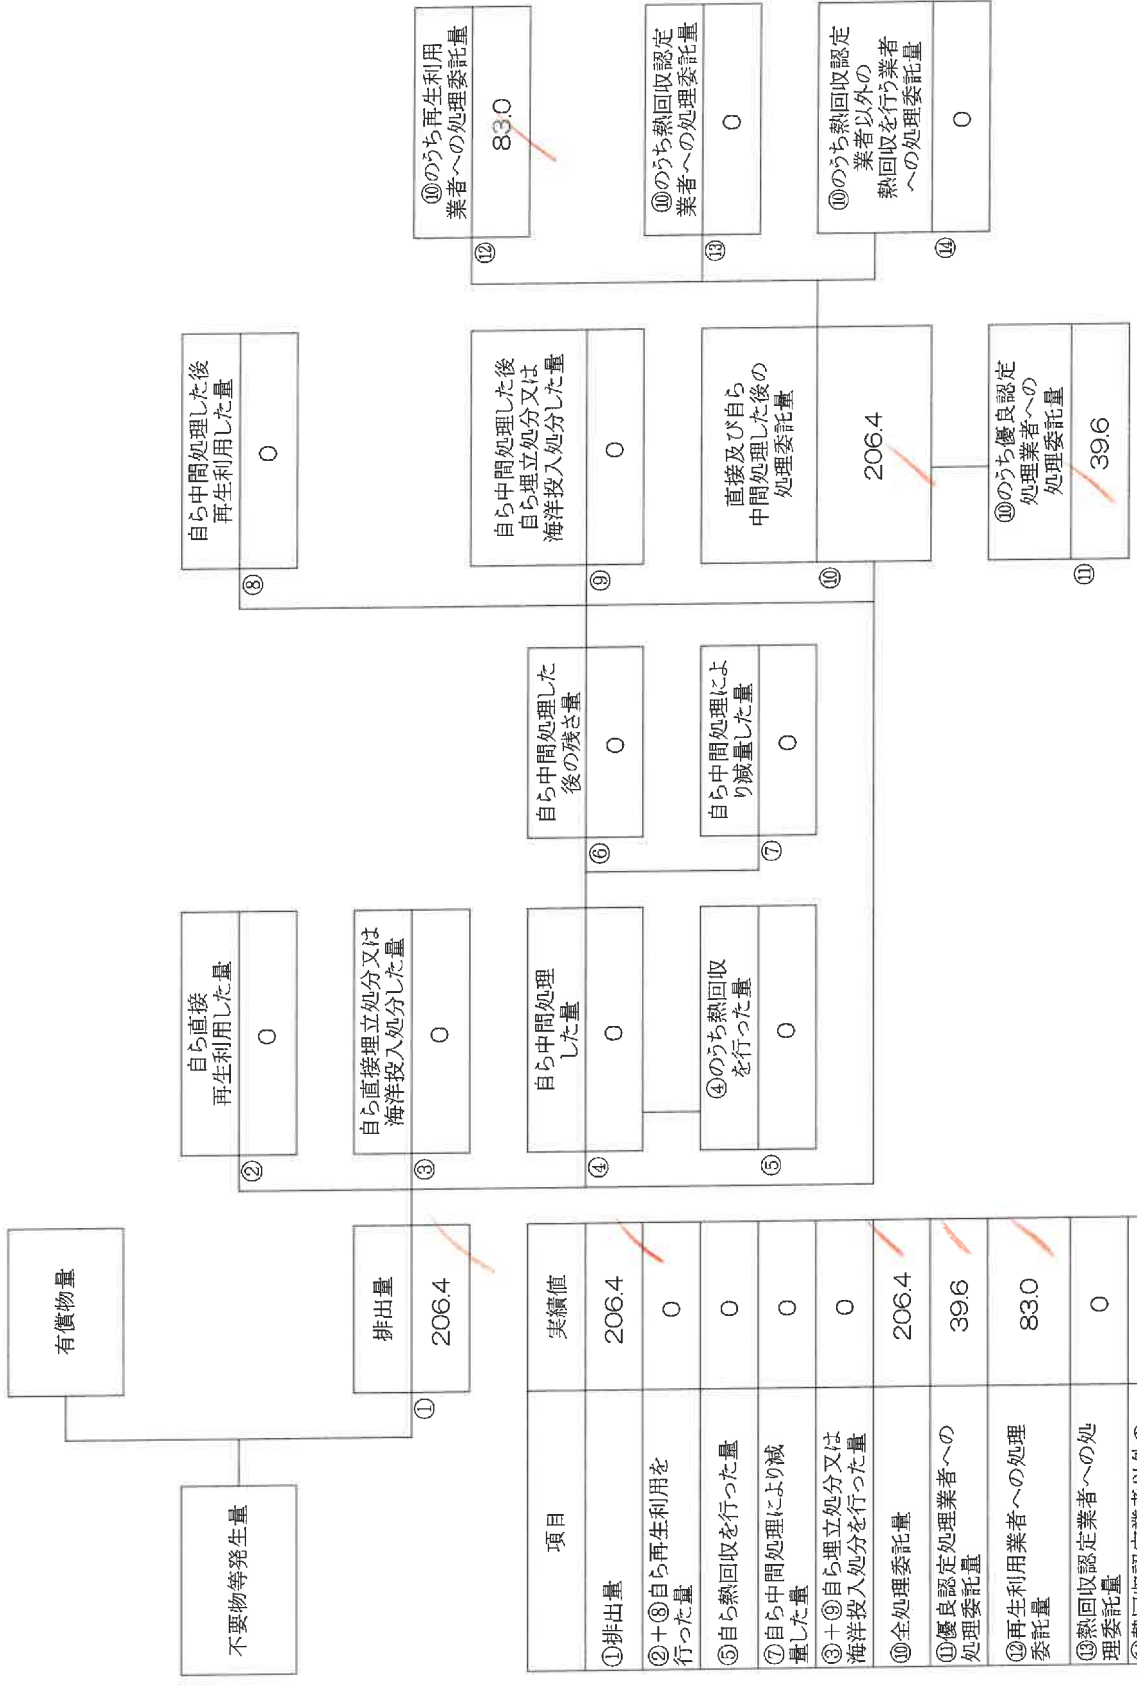 不要物等発生量
有償物量
①
排出量
206.4
②
自ら直接
再生利用した量
0
③
自ら直接埋立処分又は
海洋投入処分した量
0
④
自ら中間処理
した量
0
⑤
④のうち熱回収
を行った量
0
⑥
自ら中間処理した
後の残さ量
0
⑦
自ら中間処理によ
り減量した量
0
⑧
自ら中間処理した後
再生利用した量
0
⑨
自ら中間処理した後
自ら埋立処分又は
海洋投入処分した量
0
⑩
直接及び自ら
中間処理した後の
処理委託量
206.4
⑪
⑩のうち優良認定
処理業者への
処理委託量
39.6
⑫
⑩のうち再生利用
業者への処理委託量
83.0
⑬
⑩のうち熱回収認定
業者への処理委託量
0
⑭
⑩のうち熱回収認定
業者以外の
熱回収を行う業者
への処理委託量
0
項目 実績値
①排出量 206.4
②+⑧自ら再生利用を
行った量 0
⑤自ら熱回収を行った量 0
⑦自ら中間処理により減
量した量 0
③+⑨自ら埋立処分又は
海洋投入処分を行った量 0
⑩全処理委託量 206.4
⑪優良認定処理業者への
処理委託量 39.6
⑫再生利用業者への処理
委託量 83.0
⑬熱回収認定業者への処
理委託量 0